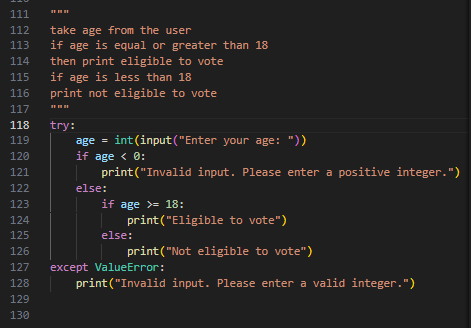 111 """
112 take age from the user
113 if age is equal or greater than 18
114 then print eligible to vote
115 if age is less than 18
116 print not eligible to vote
117 """
118 try:
119     age = int(input("Enter your age: "))
120     if age < 0:
121         print("Invalid input. Please enter a positive integer.")
122     else:
123         if age >= 18:
124             print("Eligible to vote")
125         else:
126             print("Not eligible to vote")
127 except ValueError:
128     print("Invalid input. Please enter a valid integer.")
129
130